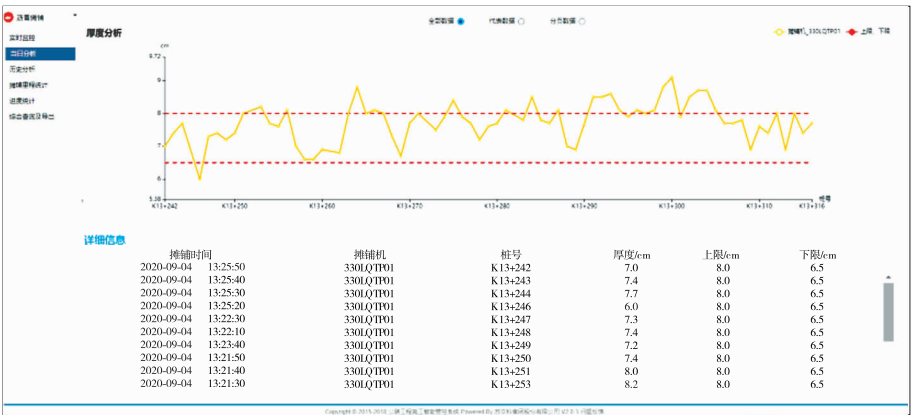 沥青摊铺
实时监控
当日分析
历史分析
摊铺里程统计
进度统计
综合查询及导出
厚度分析
全部数据 代表数据 分层数据
摊铺机_330LQTP01 上限、下限
cm
9.72
9
8
7
6
5.38
K13+242 K13+250 K13+260 K13+270 K13+280 K13+290 K13+300 K13+310 K13+316
桩号
详细信息
摊铺时间 摊铺机 桩号 厚度/cm 上限/cm 下限/cm
2020-09-04 13:25:50 330LQTP01 K13+242 7.0 8.0 6.5
2020-09-04 13:25:40 330LQTP01 K13+243 7.4 8.0 6.5
2020-09-04 13:25:30 330LQTP01 K13+244 7.7 8.0 6.5
2020-09-04 13:25:20 330LQTP01 K13+246 6.0 8.0 6.5
2020-09-04 13:22:30 330LQTP01 K13+247 7.3 8.0 6.5
2020-09-04 13:22:10 330LQTP01 K13+248 7.4 8.0 6.5
2020-09-04 13:23:40 330LQTP01 K13+249 7.2 8.0 6.5
2020-09-04 13:21:50 330LQTP01 K13+250 7.4 8.0 6.5
2020-09-04 13:21:40 330LQTP01 K13+251 8.0 8.0 6.5
2020-09-04 13:21:30 330LQTP01 K13+253 8.2 8.0 6.5
Copyright © 2015-2018 Powered By V2.0.5 问题反馈